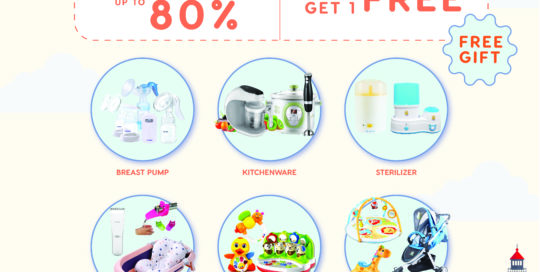 UP TO 80%
GET 1 FREE
FREE
GIFT
BREAST PUMP
KITCHENWARE
STERILIZER